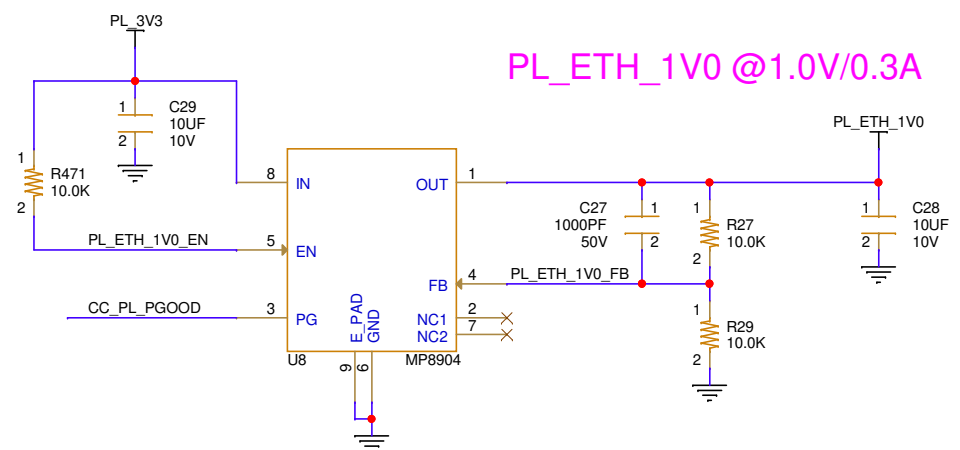 PL_3V3
PL_ETH_1V0 @1.0V/0.3A
1 C29
10UF
2 10V
PL_ETH_1V0
1
R471
10.0K
2
8 IN
OUT 1
C27 1
1000PF
50V 2
1 R27
10.0K
2
1 C28
10UF
2 10V
PL_ETH_1V0_EN 5 EN
FB 4 PL_ETH_1V0_FB
CC_PL_PGOOD 3 PG
E_PAD
GND
NC1 2
NC2 7
1 R29
10.0K
2
U8
MP8904
9 6